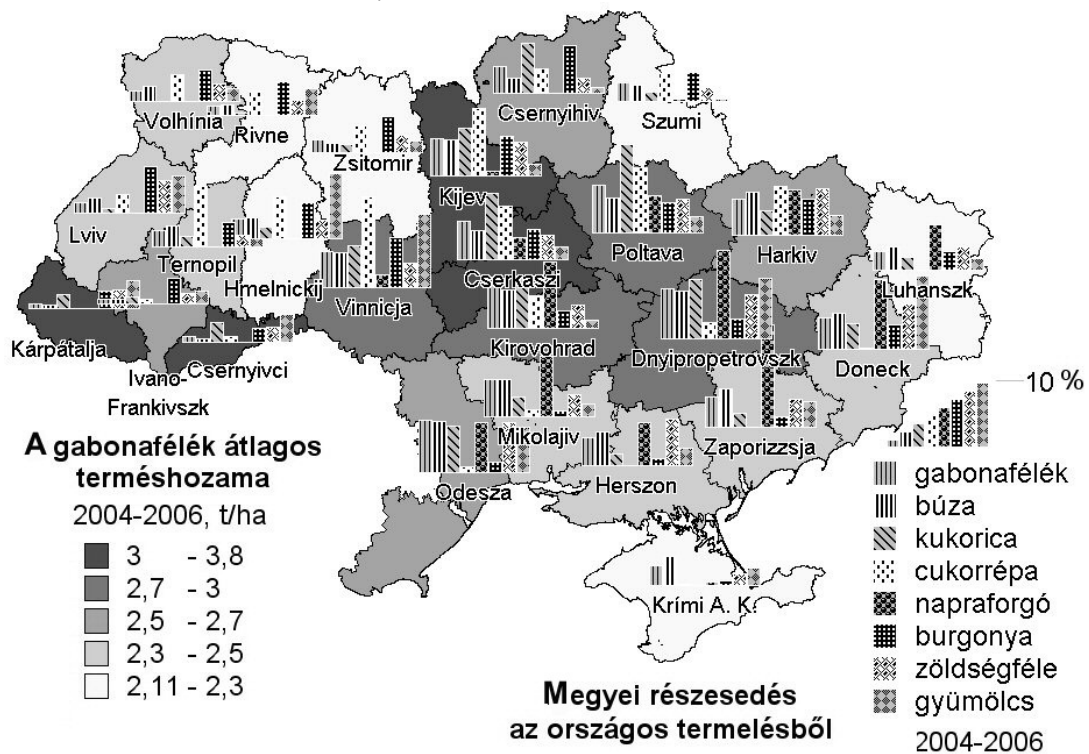 Csernyihiv
Szumi
Volhínia
Rivne
Zsitomir
Kijev
Lviv
Ternopil
Hmelnickij
Vinnicja
Cserkaszi
Poltava
Harkiv
Luhanszk
Kárpátalja
Ivano-
Frankivszk
Csernyivci
Kirovohrad
Dnyipropetrovszk
Doneck
Mikolajiv
Zaporizzsja
Odesza
Herszon
Krími A. K.
A gabonafélék átlagos
terméshozama
2004-2006, t/ha
3 - 3,8
2,7 - 3
2,5 - 2,7
2,3 - 2,5
2,11 - 2,3
10 %
gabonafélék
búza
kukorica
cukorrépa
napraforgó
burgonya
zöldségféle
gyümölcs
2004-2006
Megyei részesedés
az országos termelésből